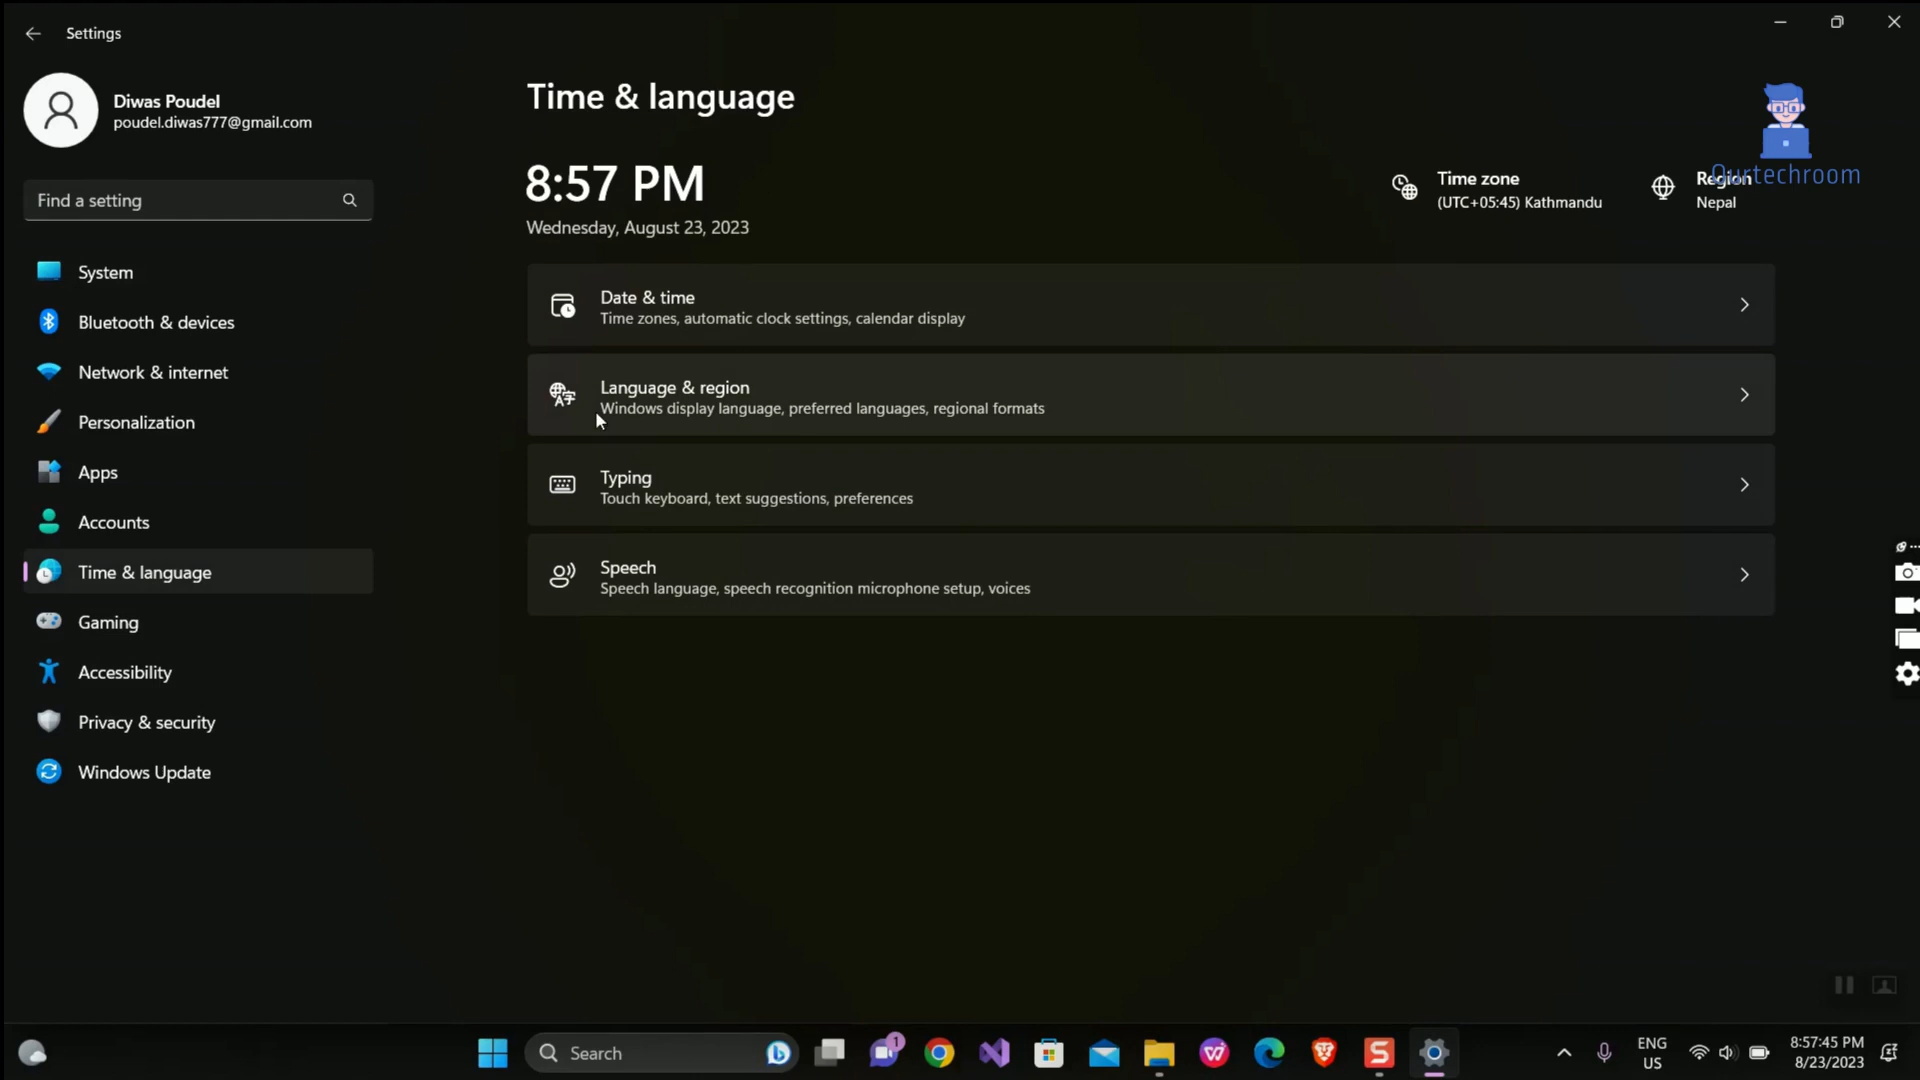 Settings
Diwas Poudel
poudel.diwas777@gmail.com
Find a setting
System
Bluetooth & devices
Network & internet
Personalization
Apps
Accounts
Time & language
Gaming
Accessibility
Privacy & security
Windows Update
Time & language
8:57 PM
Wednesday, August 23, 2023
Time zone
(UTC+05:45) Kathmandu
Region
Nepal
Ourtechroom
Date & time
Time zones, automatic clock settings, calendar display
Language & region
Windows display language, preferred languages, regional formats
Typing
Touch keyboard, text suggestions, preferences
Speech
Speech language, speech recognition microphone setup, voices
Search
1
ENG
US
8:57:45 PM
8/23/2023